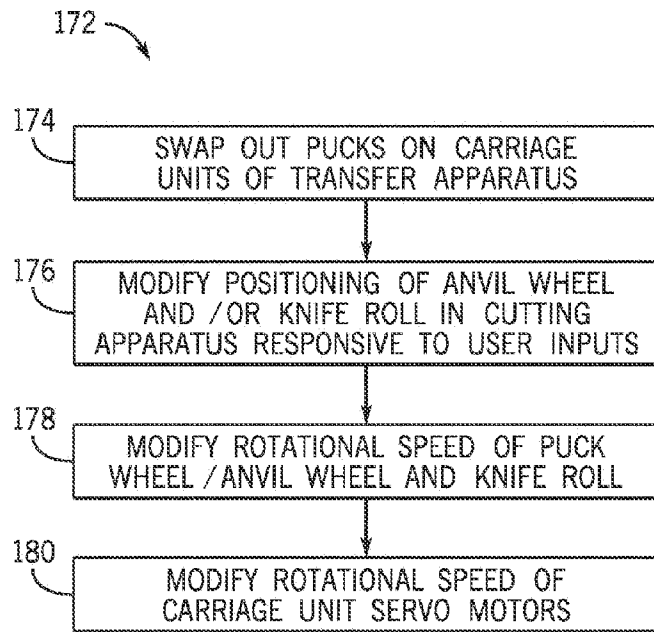 172
174
SWAP OUT PUCKS ON CARRIAGE
UNITS OF TRANSFER APPARATUS
176
MODIFY POSITIONING OF ANVIL WHEEL
AND /OR KNIFE ROLL IN CUTTING
APPARATUS RESPONSIVE TO USER INPUTS
178
MODIFY ROTATIONAL SPEED OF PUCK
WHEEL /ANVIL WHEEL AND KNIFE ROLL
180
MODIFY ROTATIONAL SPEED OF
CARRIAGE UNIT SERVO MOTORS